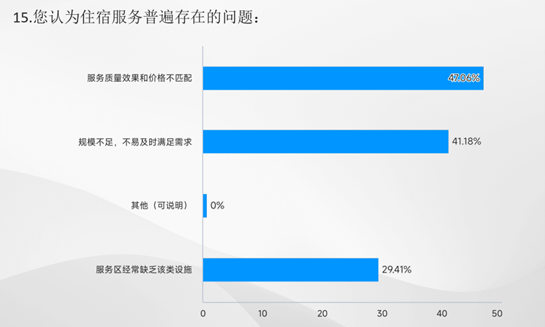 15.您认为住宿服务普遍存在的问题：
服务质量效果和价格不匹配
47.06%
规模不足，不易及时满足需求
41.18%
其他（可说明）
0%
服务区经常缺乏该类设施
29.41%
0 10 20 30 40 50